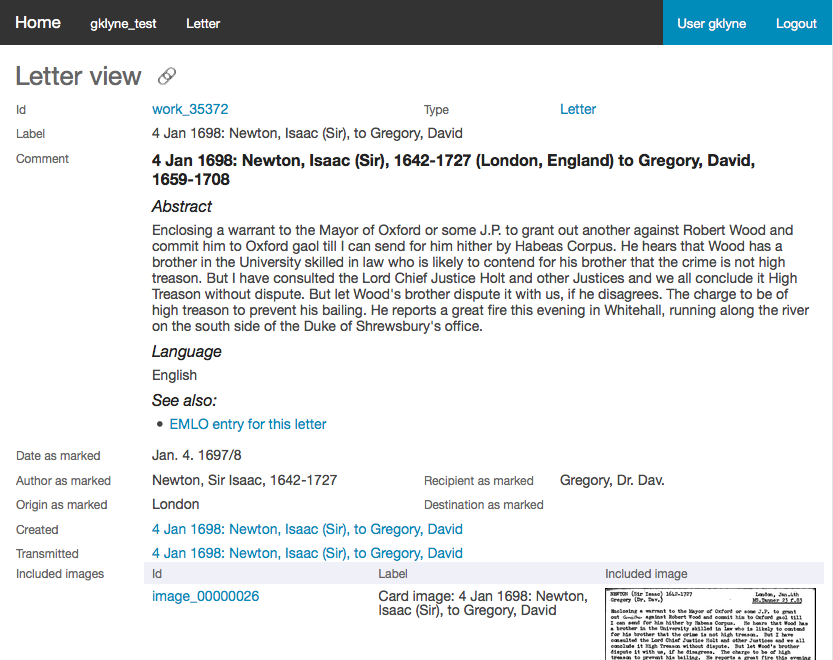 Home gklyne_test Letter User gklyne Logout
Letter view
Id work_35372 Type Letter
Label 4 Jan 1698: Newton, Isaac (Sir), to Gregory, David
Comment 4 Jan 1698: Newton, Isaac (Sir), 1642-1727 (London, England) to Gregory, David,
1659-1708
Abstract
Enclosing a warrant to the Mayor of Oxford or some J.P. to grant out another against Robert Wood and
commit him to Oxford gaol till I can send for him hither by Habeas Corpus. He hears that Wood has a
brother in the University skilled in law who is likely to contend for his brother that the crime is not high
treason. But I have consulted the Lord Chief Justice Holt and other Justices and we all conclude it High
Treason without dispute. But let Wood's brother dispute it with us, if he disagrees. The charge to be of
high treason to prevent his bailing. He reports a great fire this evening in Whitehall, running along the river
on the south side of the Duke of Shrewsbury's office.
Language
English
See also:
• EMLO entry for this letter
Date as marked Jan. 4. 1697/8
Author as marked Newton, Sir Isaac, 1642-1727 Recipient as marked Gregory, Dr. Dav.
Origin as marked London Destination as marked
Created 4 Jan 1698: Newton, Isaac (Sir), to Gregory, David
Transmitted 4 Jan 1698: Newton, Isaac (Sir), to Gregory, David
Included images Id Label Included image
image_00000026 Card image: 4 Jan 1698: Newton,
Isaac (Sir), to Gregory, David
NEWTON (Sir Isaac) 1642-1727 London, Jan.4th
Gregory (Dr. Dav.) MS.Tanner 23 f.83
Enclosing a warrant to the Mayor of Oxford or some J.P. to grant
out against Robert Wood and commit him to Oxford gaol till
I can send for him hither by Habeas Corpus. He hears that Wood has
a brother in the University skilled in law who is likely to contend
for his brother that the crime is not high treason. But I have
consulted the Lord Chief Justice Holt and other Justices and we all
conclude it High Treason without dispute. But let Wood's brother
dispute it with us, if he disagrees. The charge to be of high
treason to prevent his bailing. He reports a great fire this evening